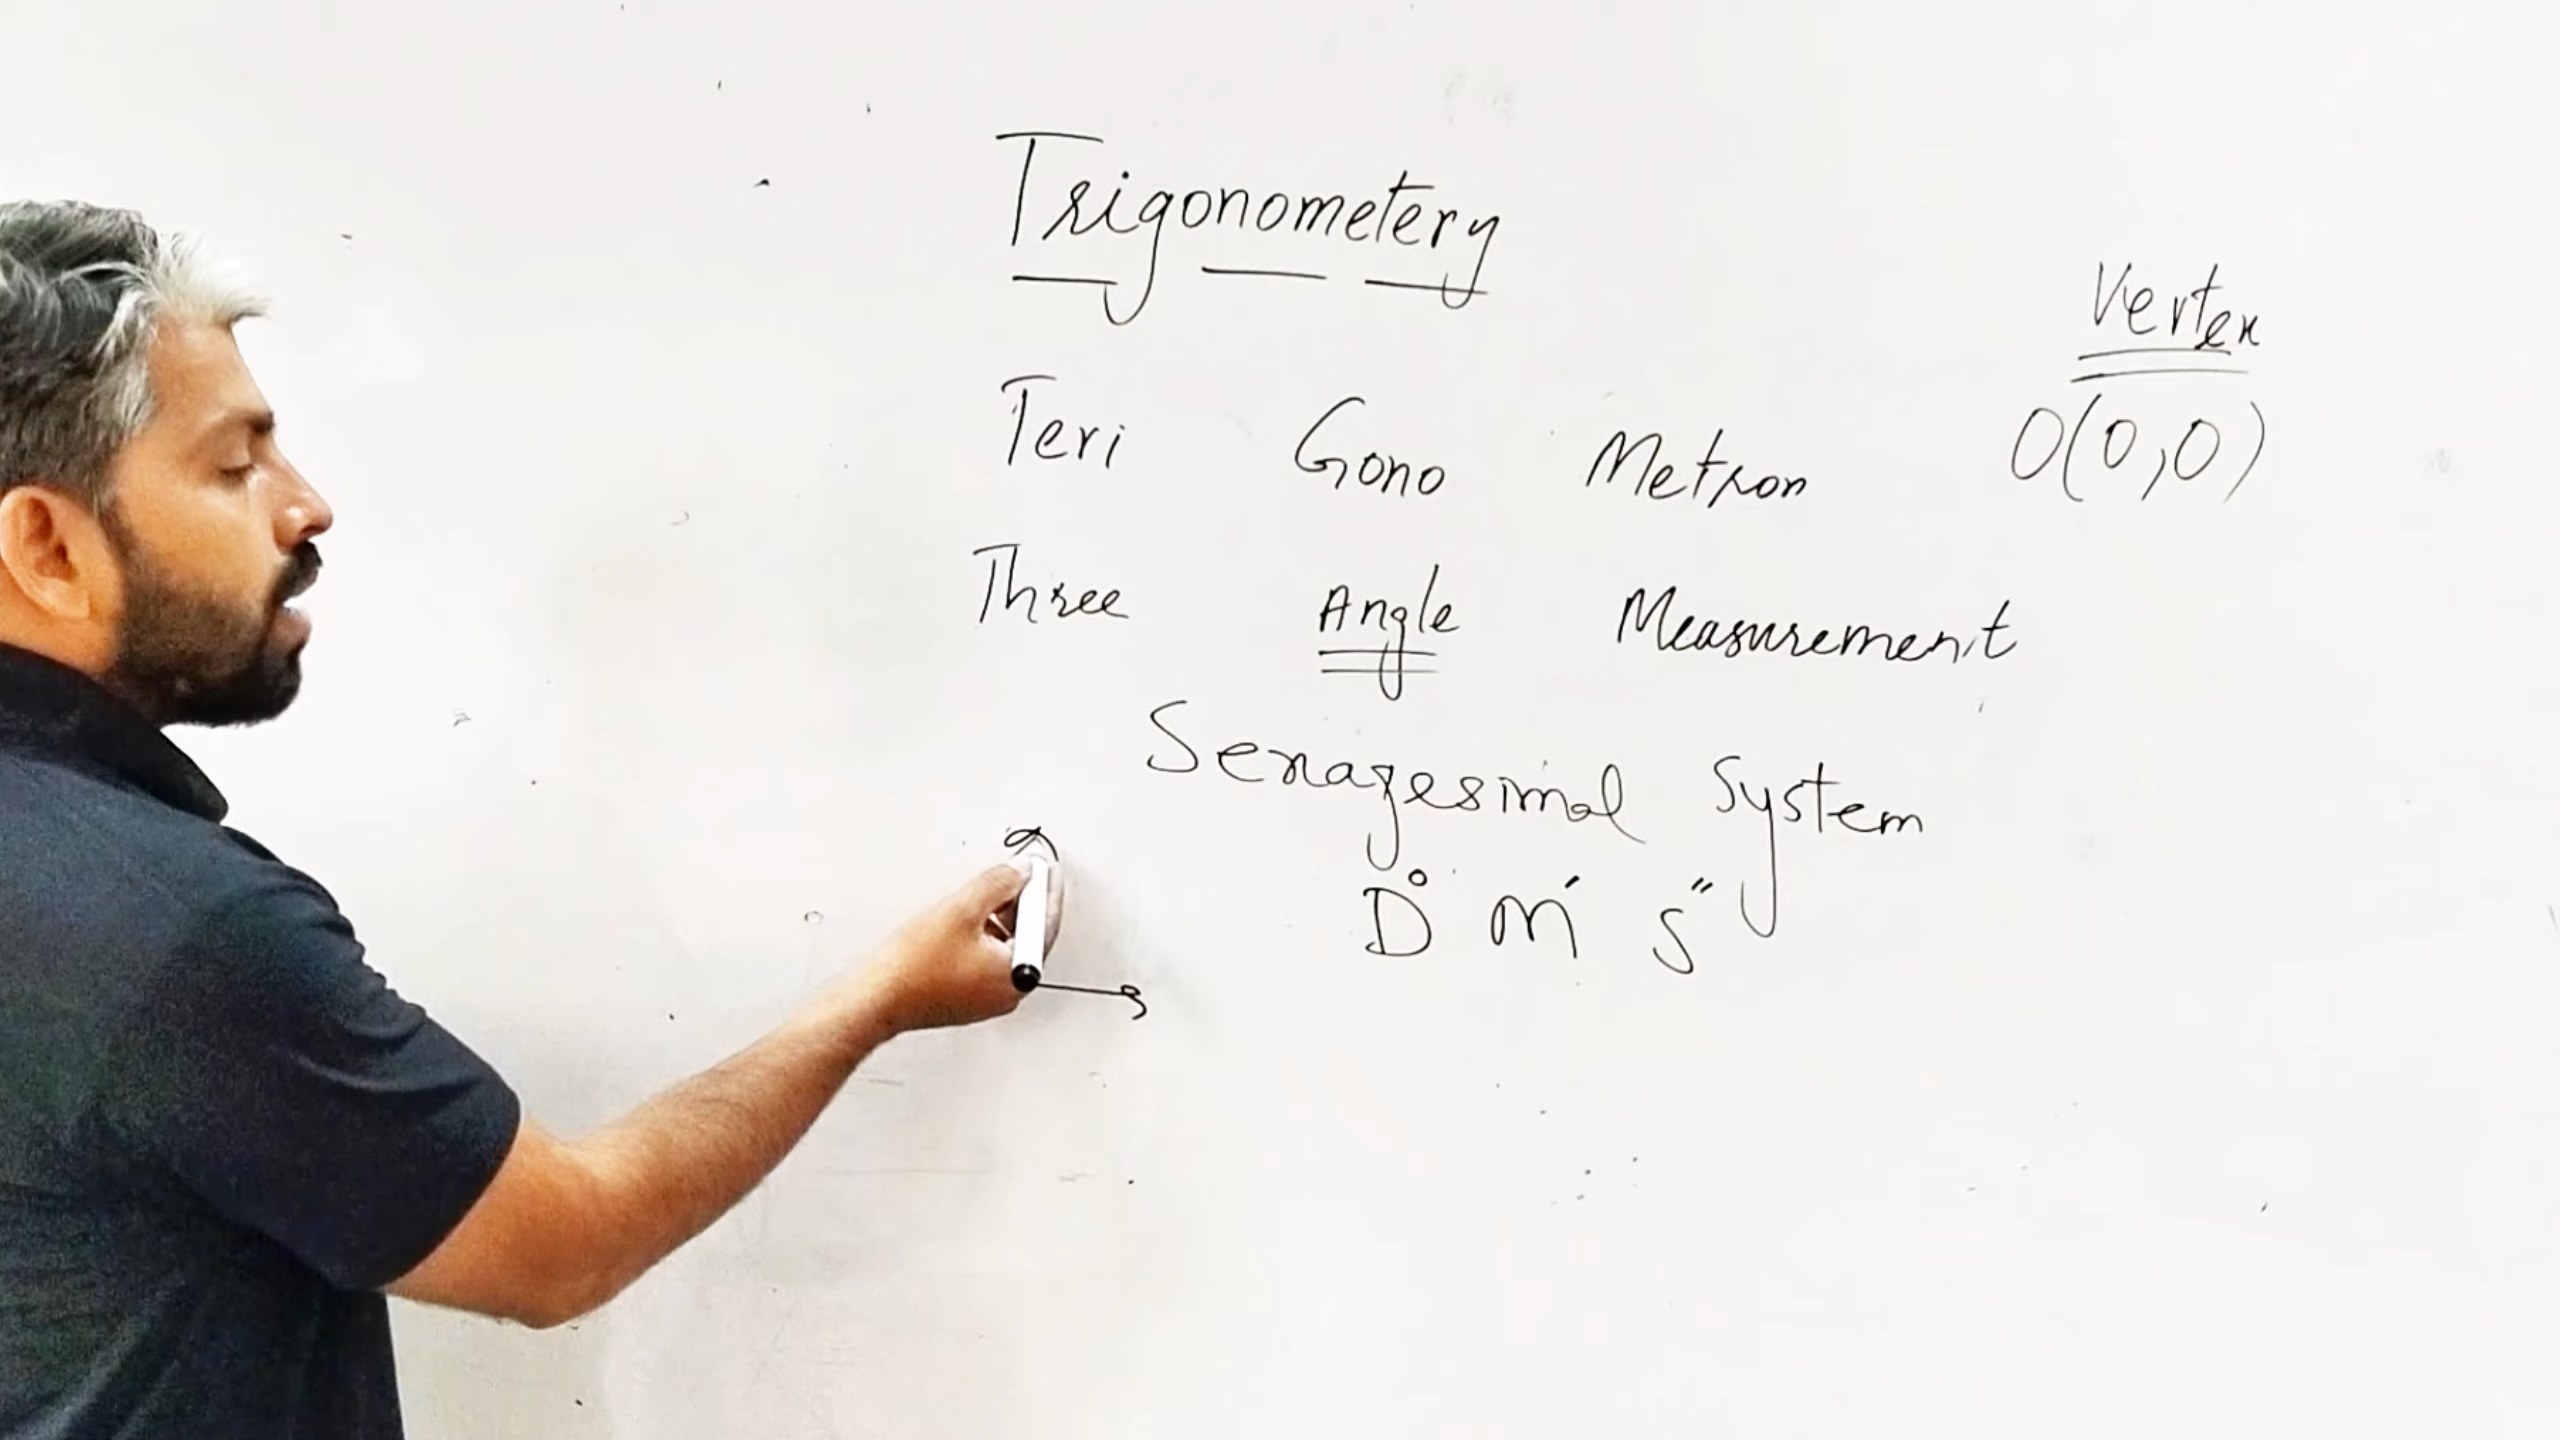 Trigonometery
Vertex
Teri Gono Metron
O(0,0)
Three Angle Measurement
Sexagesimal System
D° M' S"